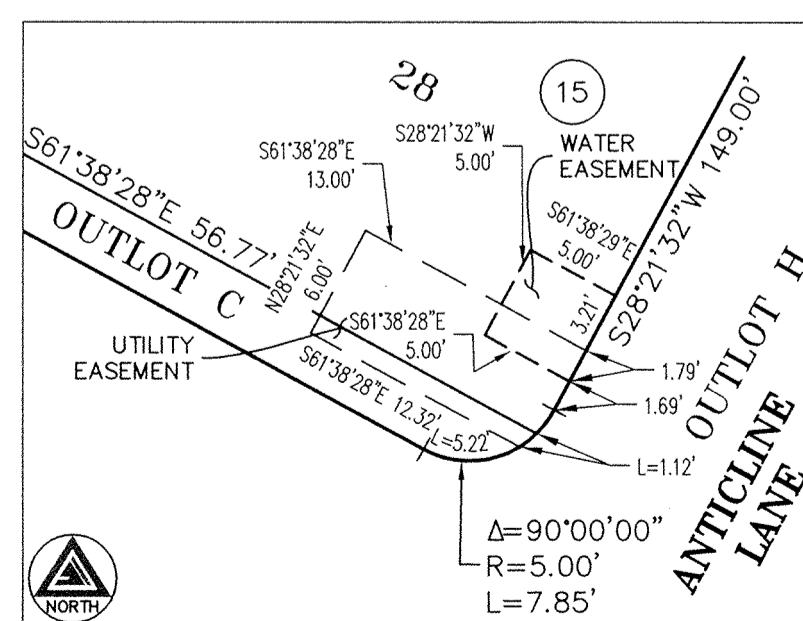 28
15
S61°38'28"E
13.00'
S28°21'32"W
5.00'
WATER
EASEMENT
S28°21'32"W 149.00'
S61°38'28"E 56.77'
OUTLOT C
N28°21'32"E
6.00'
S61°38'29"E
5.00'
3.21'
S61°38'28"E
5.00'
UTILITY
EASEMENT
S61°38'28"E 12.32'
L=5.22'
1.79'
1.69'
L=1.12'
OUTLOT H
ANTICLINE
LANE
Δ=90°00'00"
R=5.00'
L=7.85'
NORTH